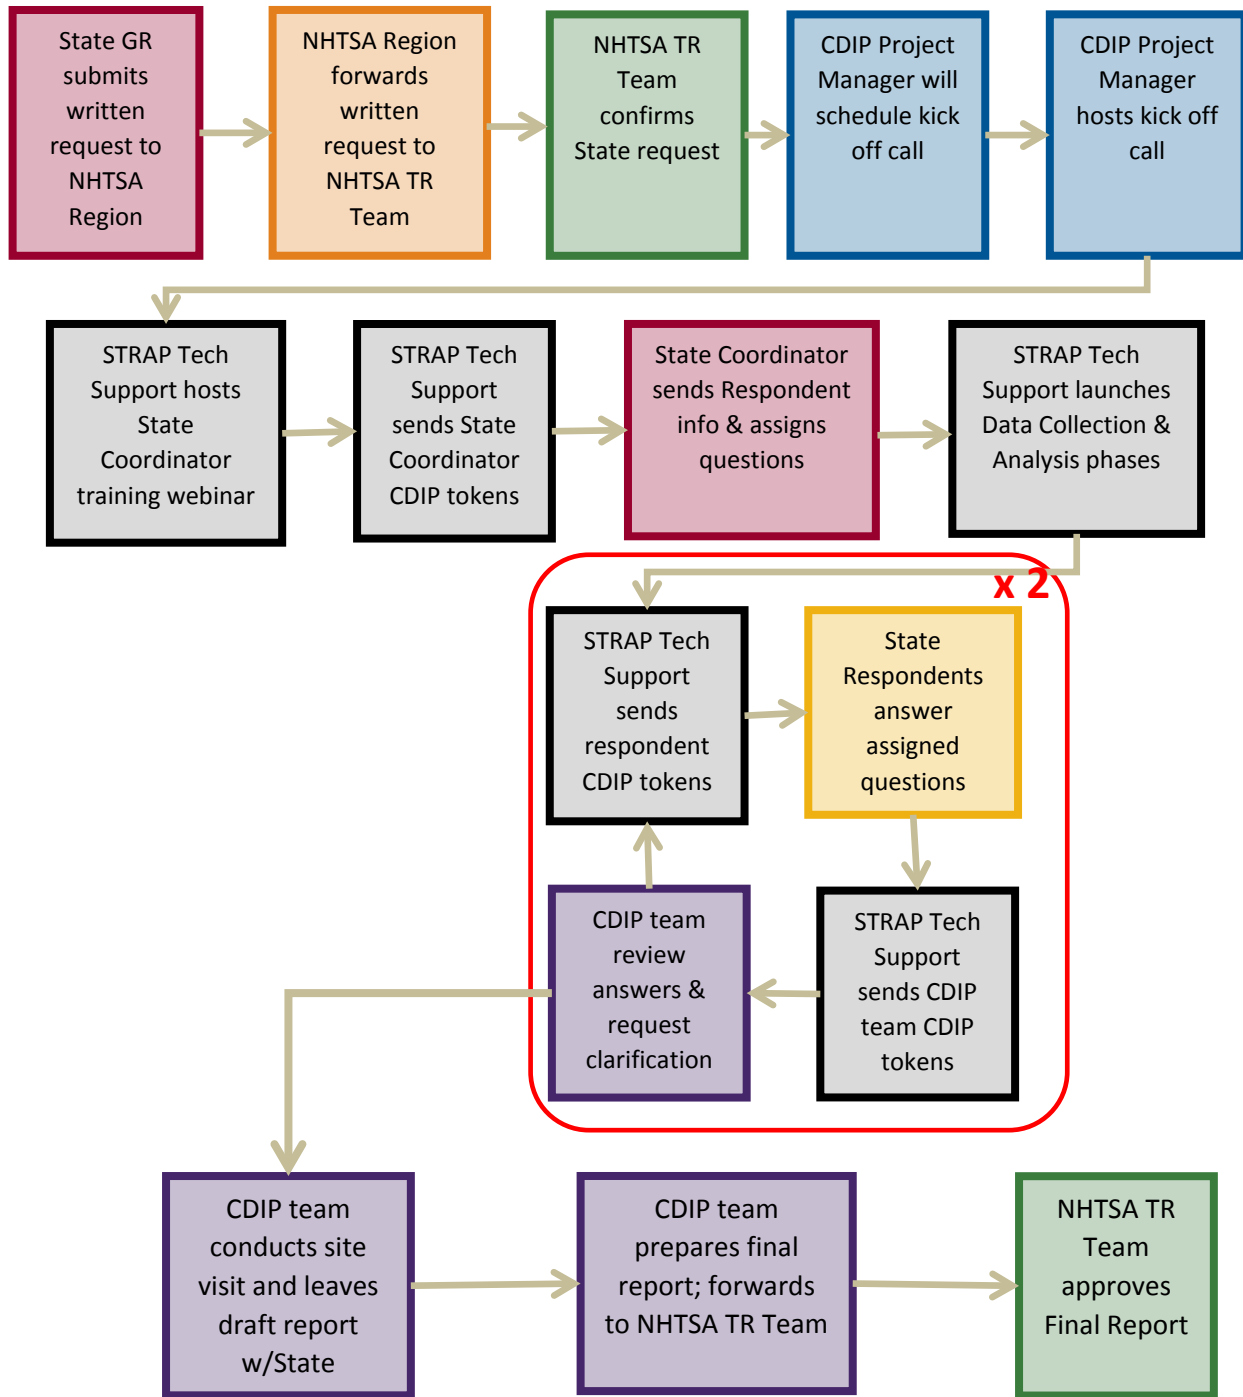 State GR
submits
written
request to
NHTSA
Region
NHTSA Region
forwards
written
request to
NHTSA TR
Team
NHTSA TR
Team
confirms
State request
CDIP Project
Manager will
schedule kick
off call
CDIP Project
Manager
hosts kick off
call
STRAP Tech
Support hosts
State
Coordinator
training webinar
STRAP Tech
Support
sends State
Coordinator
CDIP tokens
State Coordinator
sends Respondent
info & assigns
questions
STRAP Tech
Support launches
Data Collection &
Analysis phases
x 2
STRAP Tech
Support
sends
respondent
CDIP tokens
State
Respondents
answer
assigned
questions
CDIP team
review
answers &
request
clarification
STRAP Tech
Support
sends CDIP
team CDIP
tokens
CDIP team
conducts site
visit and leaves
draft report
w/State
CDIP team
prepares final
report; forwards
to NHTSA TR Team
NHTSA TR
Team
approves
Final Report